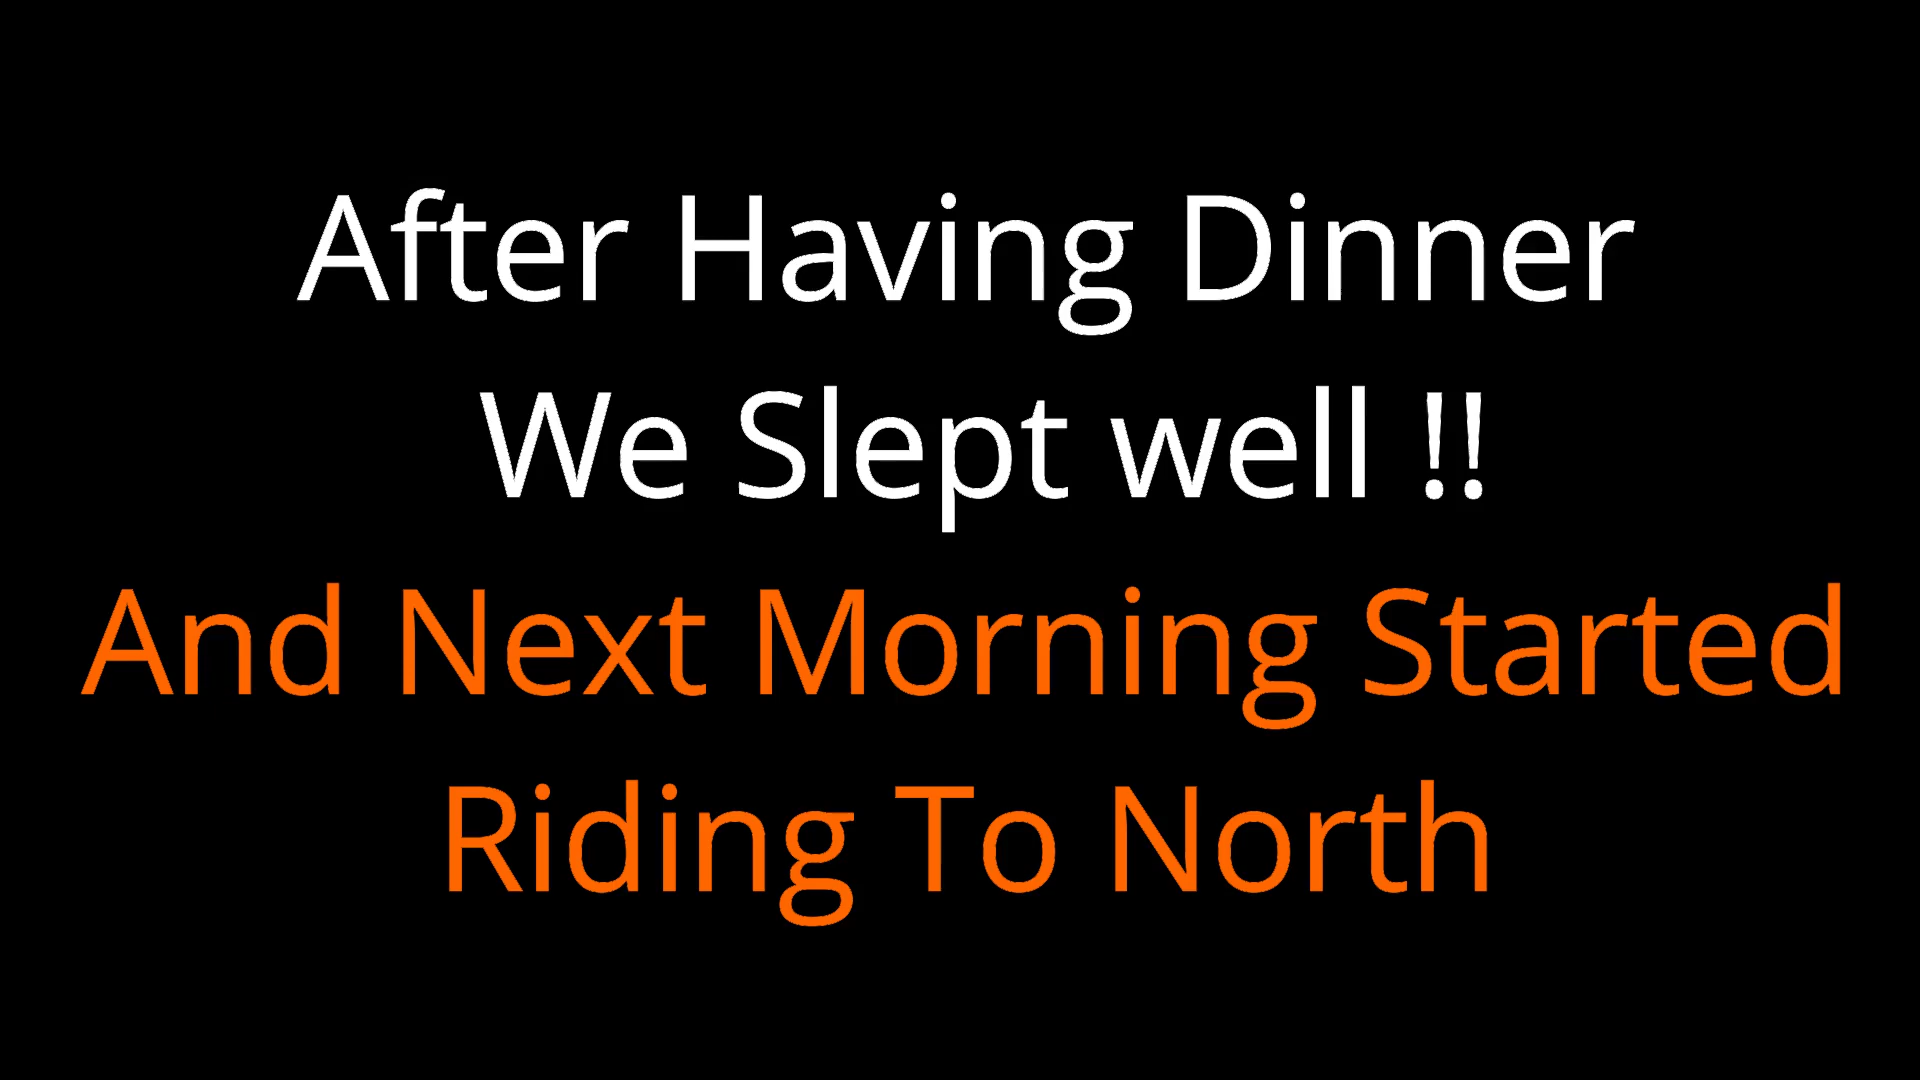 After Having Dinner
We Slept well !!
And Next Morning Started
Riding To North